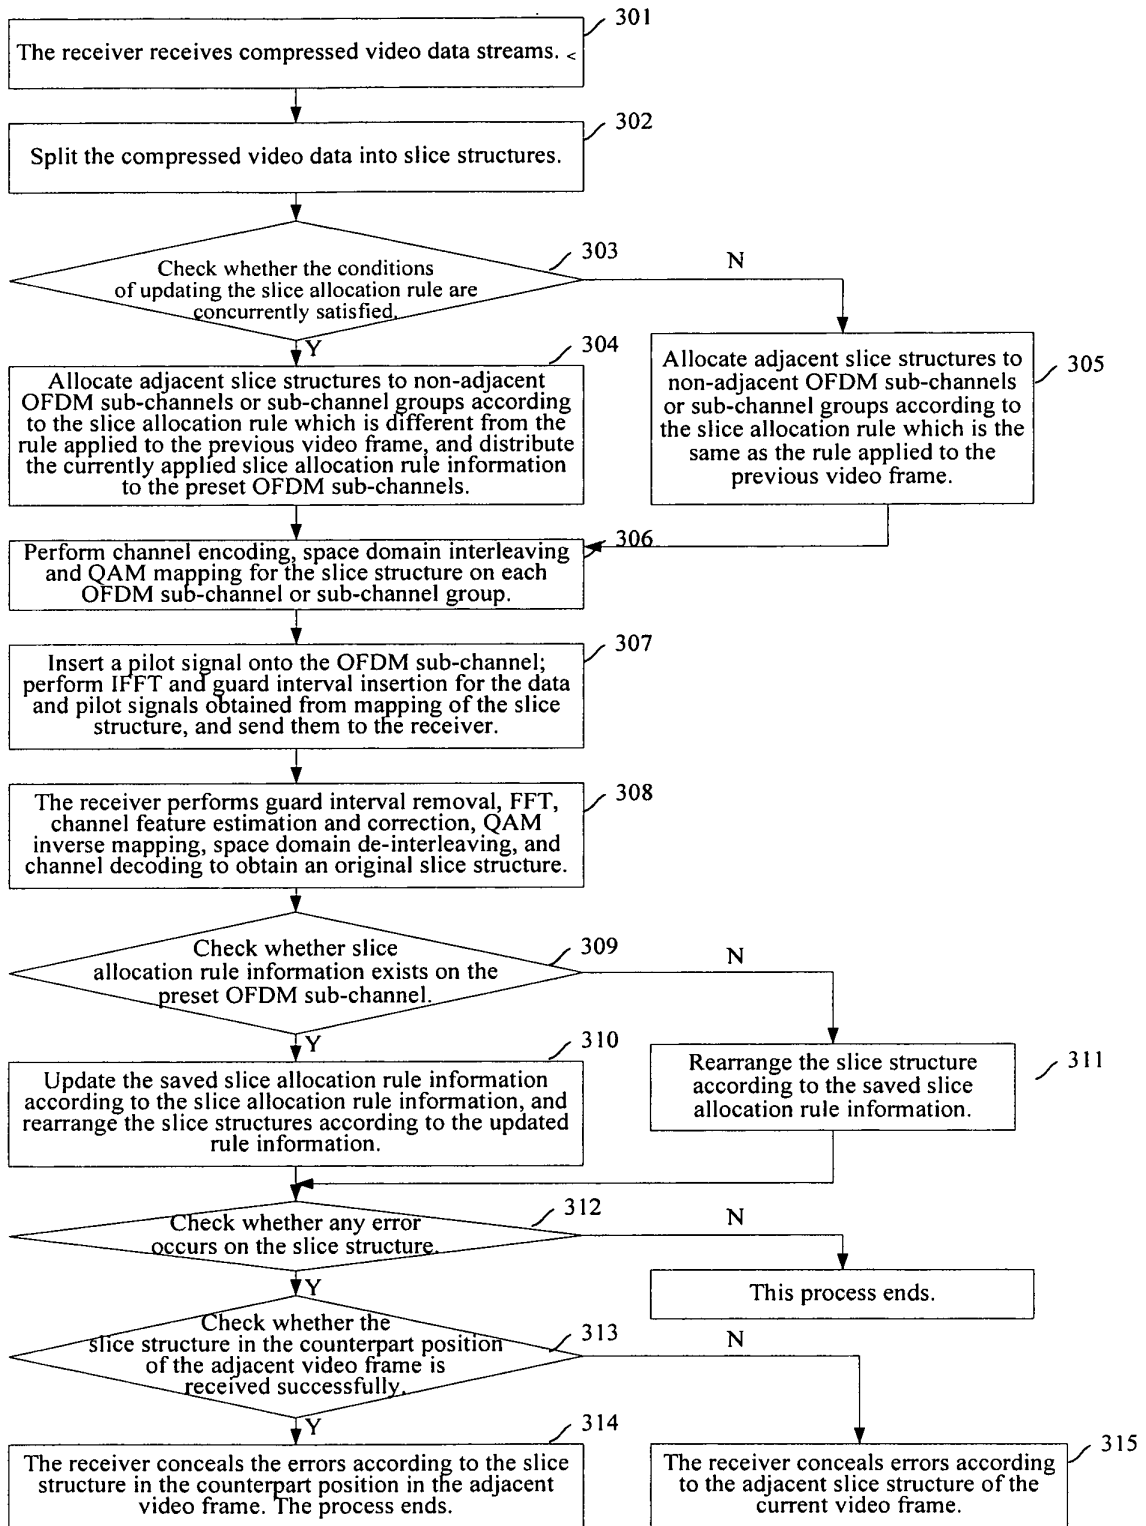 301
The receiver receives compressed video data streams. <
302
Split the compressed video data into slice structures.
303
Check whether the conditions
of updating the slice allocation rule are
concurrently satisfied.
N
Y
304
Allocate adjacent slice structures to non-adjacent
OFDM sub-channels or sub-channel groups according
to the slice allocation rule which is different from the
rule applied to the previous video frame, and distribute
the currently applied slice allocation rule information
to the preset OFDM sub-channels.
305
Allocate adjacent slice structures to
non-adjacent OFDM sub-channels
or sub-channel groups according to
the slice allocation rule which is the
same as the rule applied to the
previous video frame.
306
Perform channel encoding, space domain interleaving
and QAM mapping for the slice structure on each
OFDM sub-channel or sub-channel group.
307
Insert a pilot signal onto the OFDM sub-channel;
perform IFFT and guard interval insertion for the data
and pilot signals obtained from mapping of the slice
structure, and send them to the receiver.
308
The receiver performs guard interval removal, FFT,
channel feature estimation and correction, QAM
inverse mapping, space domain de-interleaving, and
channel decoding to obtain an original slice structure.
309
Check whether slice
allocation rule information exists on the
preset OFDM sub-channel.
N
Y
310
Update the saved slice allocation rule information
according to the slice allocation rule information, and
rearrange the slice structures according to the updated
rule information.
311
Rearrange the slice structure
according to the saved slice
allocation rule information.
312
Check whether any error
occurs on the slice structure.
N
Y
This process ends.
313
Check whether the
slice structure in the counterpart position
of the adjacent video frame is
received successfully.
N
Y
314
The receiver conceals the errors according to the slice
structure in the counterpart position in the adjacent
video frame. The process ends.
315
The receiver conceals errors according
to the adjacent slice structure of the
current video frame.